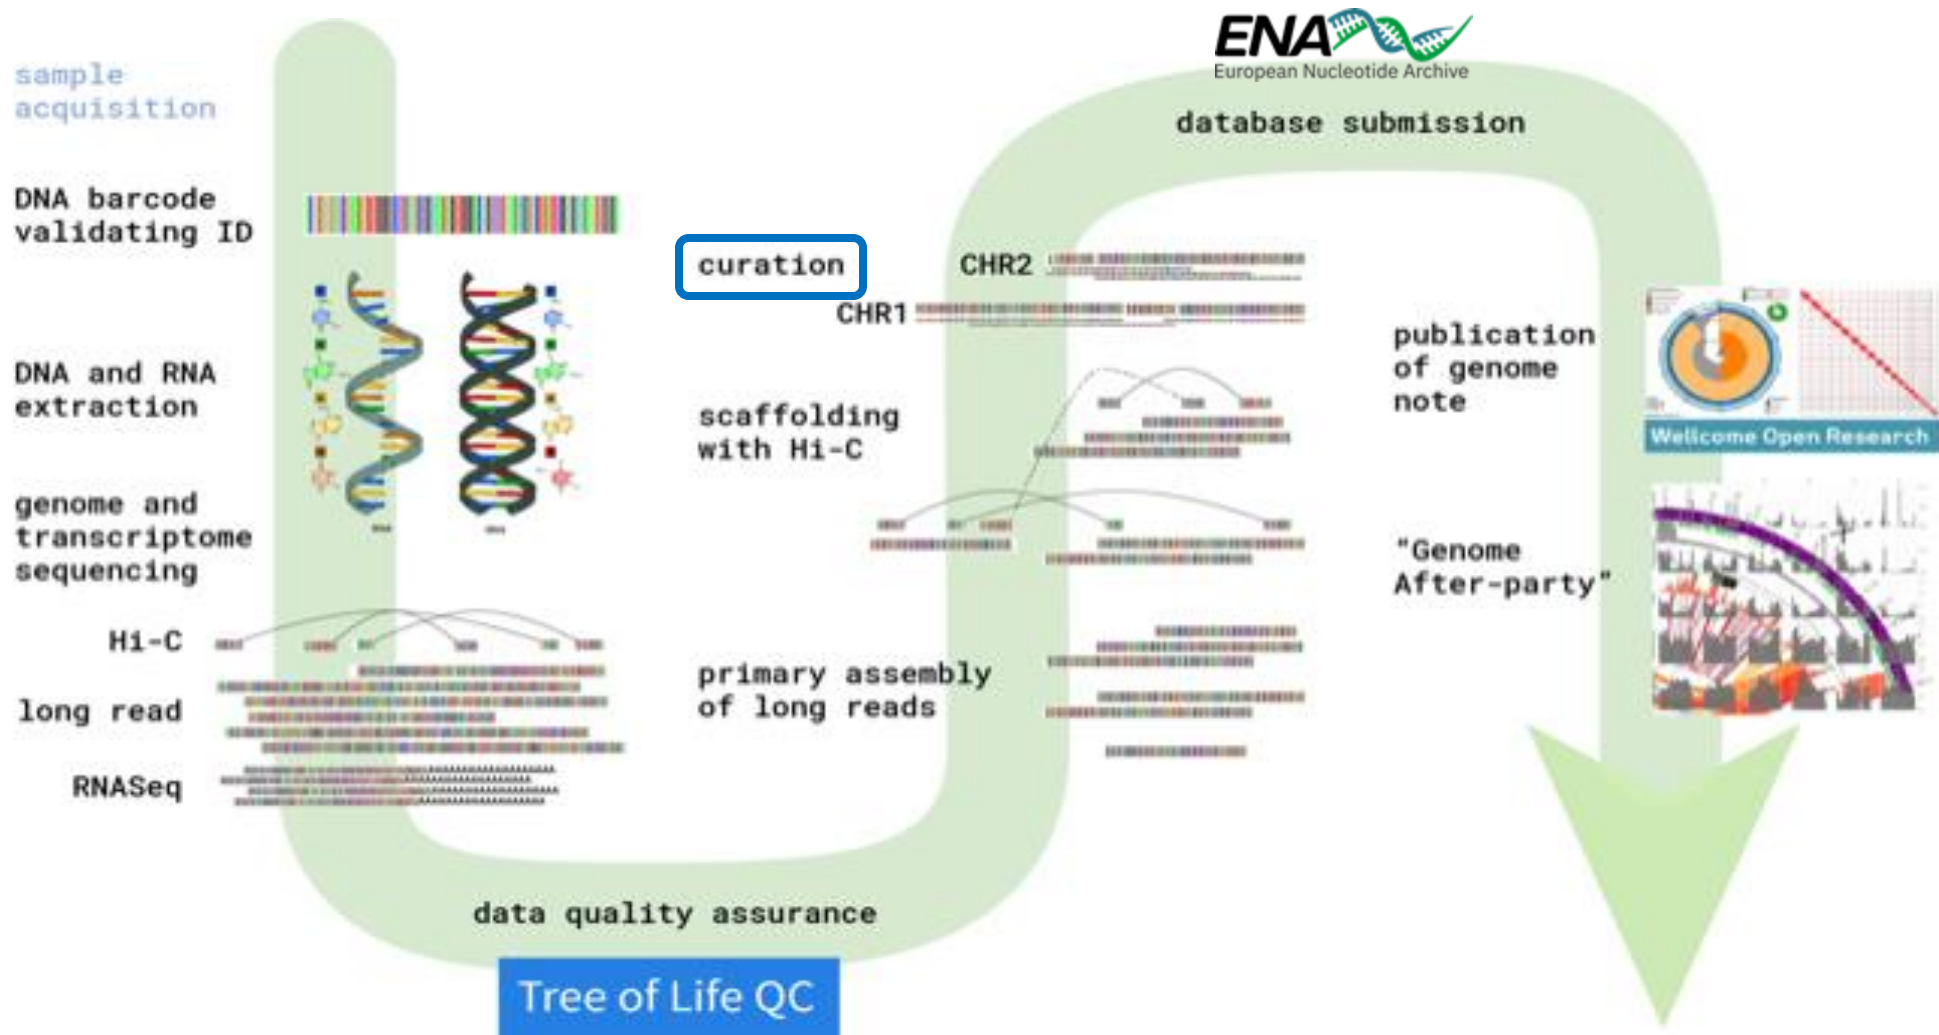 sample
acquisition
DNA barcode
validating ID
DNA and RNA
extraction
genome and
transcriptome
sequencing
Hi-C
long read
RNASeq
data quality assurance
Tree of Life QC
primary assembly
of long reads
scaffolding
with Hi-C
curation
CHR2
CHR1
ENA
European Nucleotide Archive
database submission
publication
of genome
note
Wellcome Open Research
"Genome
After-party"